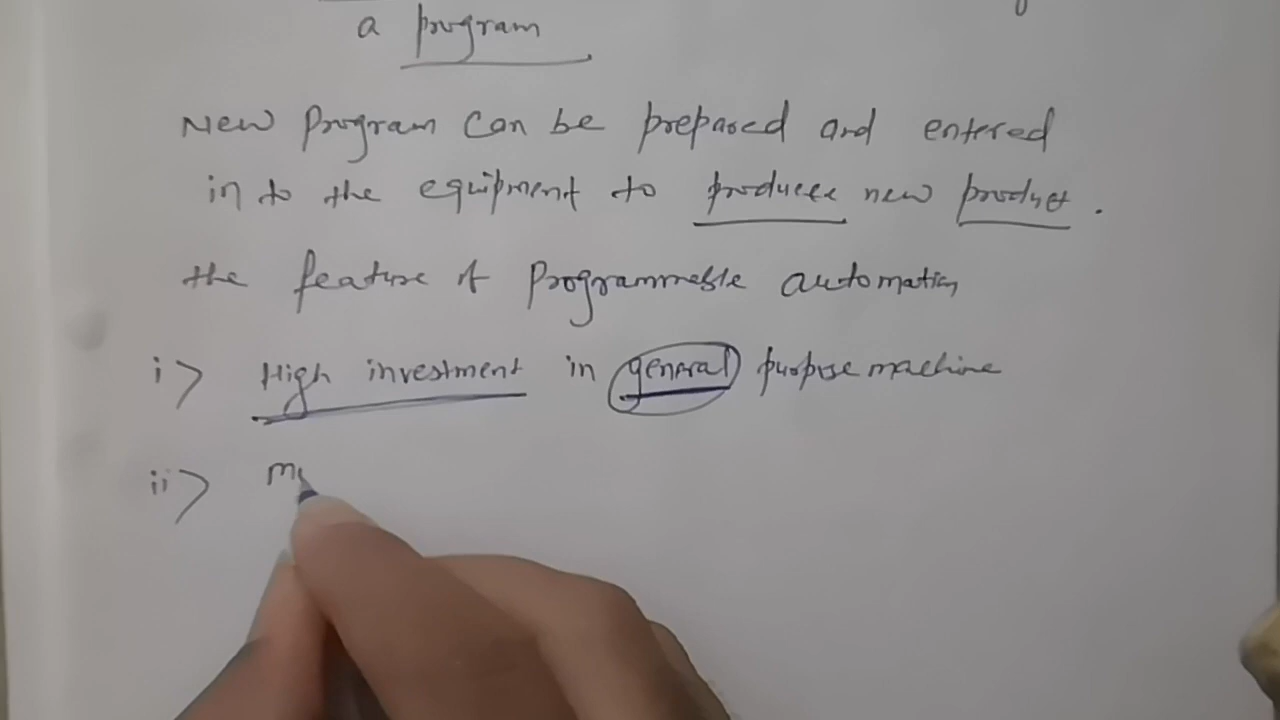 a program
New Program can be prepared and entered
in to the equipment to produce new product.
the feature of Programmable automation
i> High investment in general purpose machine
ii> m